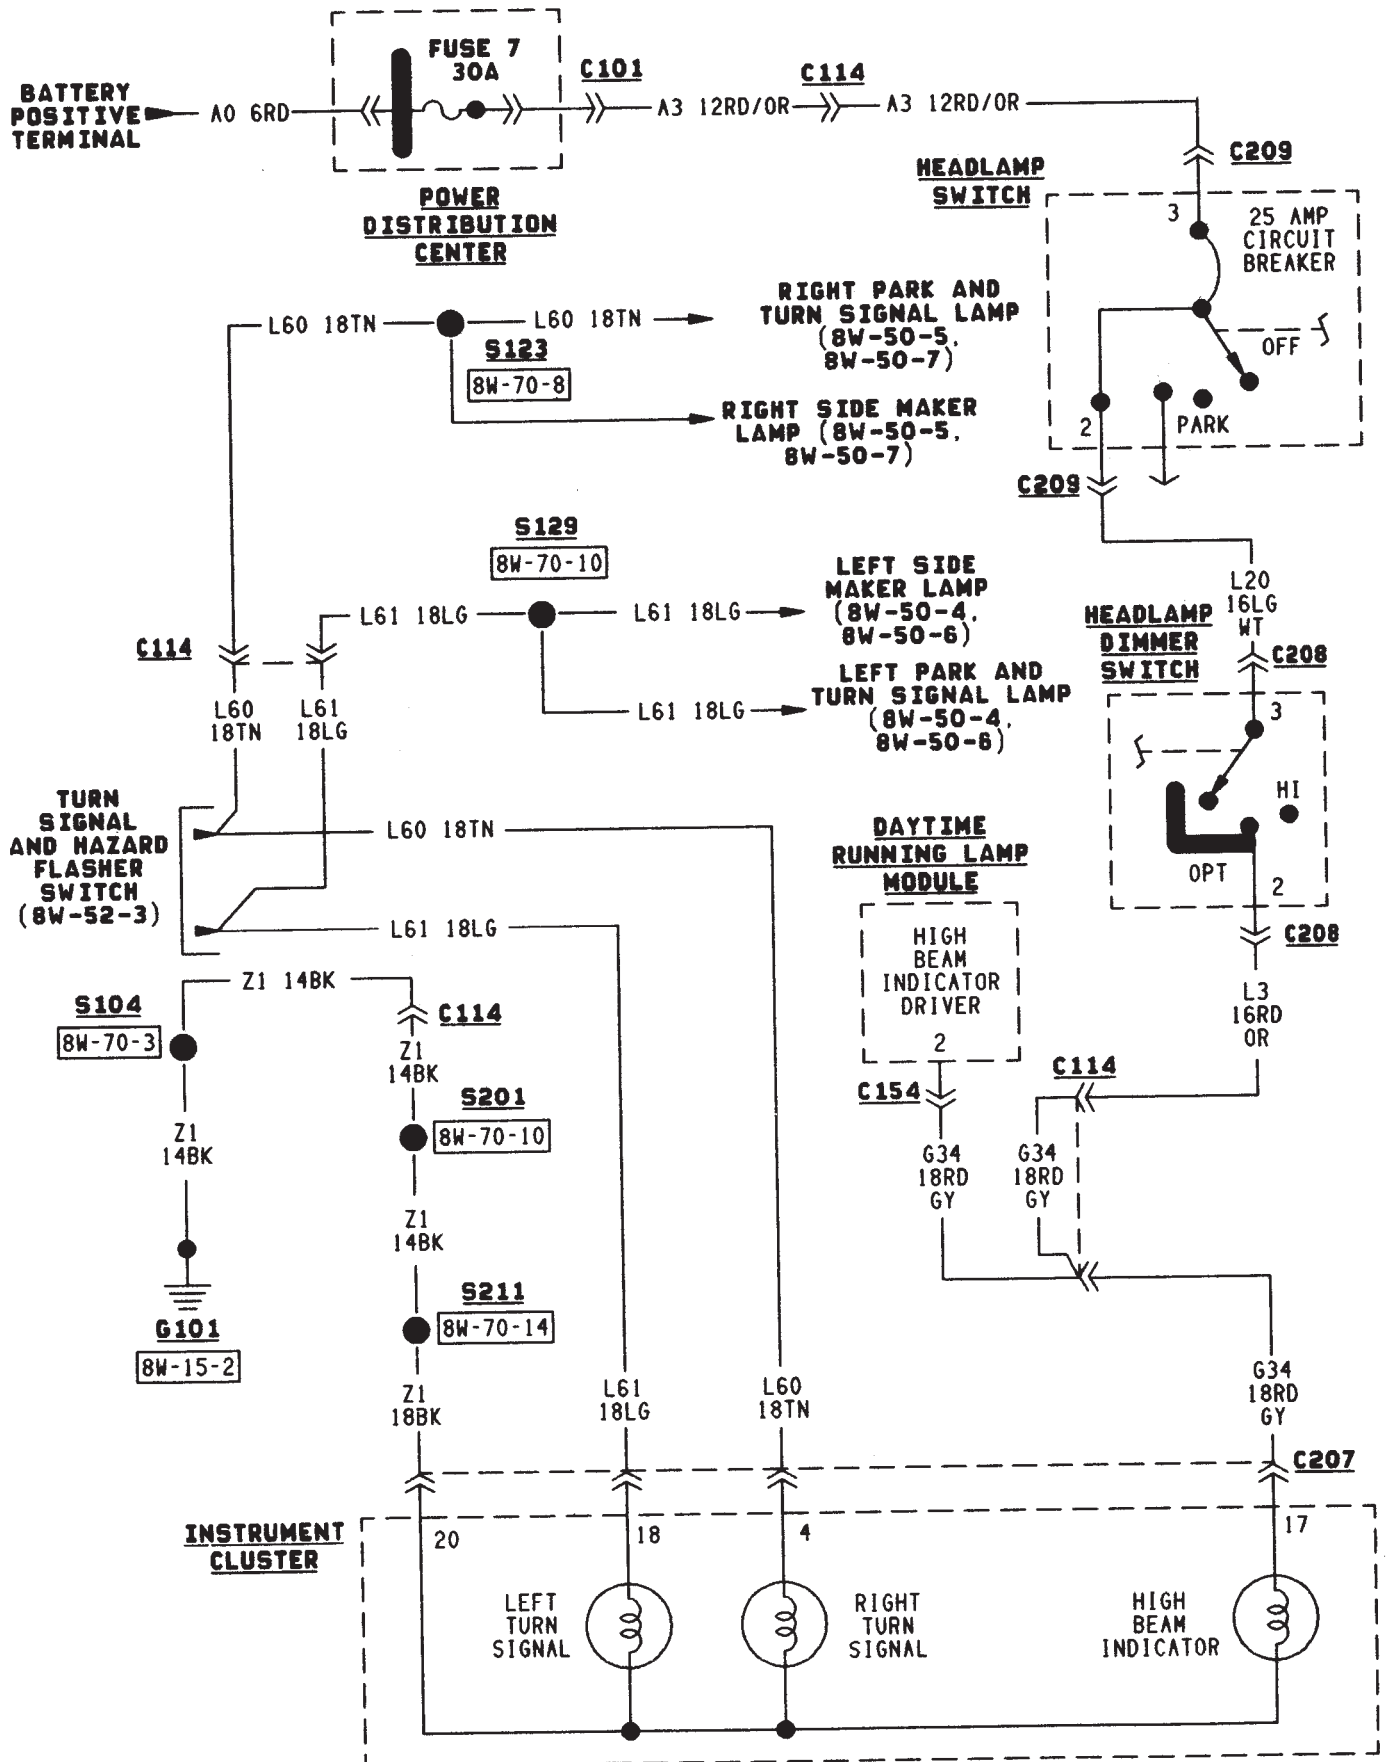 FUSE 7
30A
C101
C114
BATTERY
POSITIVE
TERMINAL
A0 6RD
A3 12RD/OR
A3 12RD/OR
C209
POWER
DISTRIBUTION
CENTER
HEADLAMP
SWITCH
3
25 AMP
CIRCUIT
BREAKER
OFF
PARK
2
C209
L60 18TN
L60 18TN
S123
8W-70-8
RIGHT PARK AND
TURN SIGNAL LAMP
(8W-50-5,
8W-50-7)
RIGHT SIDE MAKER
LAMP (8W-50-5,
8W-50-7)
S129
8W-70-10
L61 18LG
L61 18LG
LEFT SIDE
MAKER LAMP
(8W-50-4,
8W-50-6)
L61 18LG
LEFT PARK AND
TURN SIGNAL LAMP
(8W-50-4,
8W-50-6)
L20
16LG
WT
HEADLAMP
DIMMER
SWITCH
C208
3
HI
OPT
2
C208
C114
L60
18TN
L61
18LG
TURN
SIGNAL
AND HAZARD
FLASHER
SWITCH
(8W-52-3)
L60 18TN
L61 18LG
DAYTIME
RUNNING LAMP
MODULE
HIGH
BEAM
INDICATOR
DRIVER
2
C154
L3
16RD
OR
C114
G34
18RD
GY
G34
18RD
GY
Z1 14BK
S104
8W-70-3
C114
Z1
14BK
S201
8W-70-10
Z1
14BK
Z1
14BK
S211
8W-70-14
G101
8W-15-2
Z1
18BK
L61
18LG
L60
18TN
G34
18RD
GY
C207
INSTRUMENT
CLUSTER
20
18
4
17
LEFT
TURN
SIGNAL
RIGHT
TURN
SIGNAL
HIGH
BEAM
INDICATOR